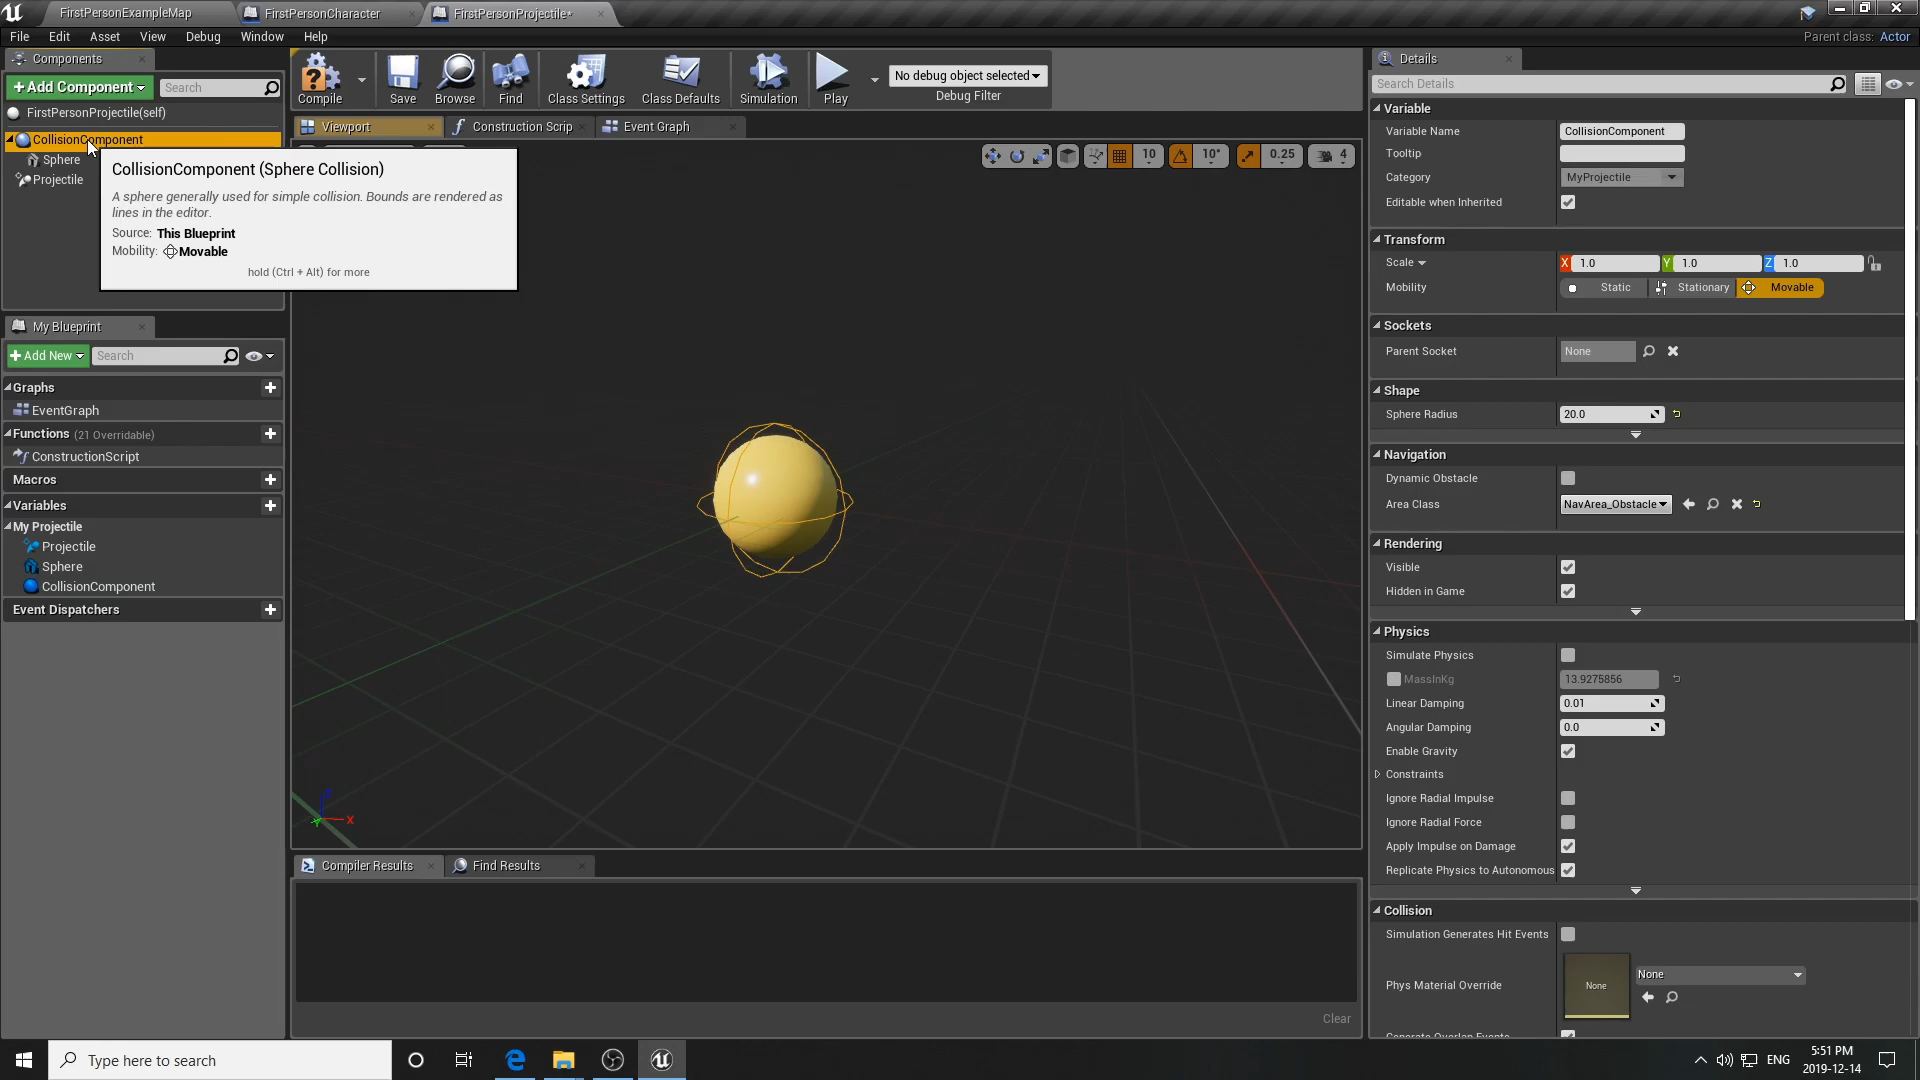 FirstPersonExampleMap
FirstPersonCharacter
FirstPersonProjectile*
File Edit Asset View Debug Window Help
Parent class: Actor
Components
+ Add Component
Search
FirstPersonProjectile(self)
CollisionComponent
Sphere
Projectile
CollisionComponent (Sphere Collision)
A sphere generally used for simple collision. Bounds are rendered as
lines in the editor.
Source: This Blueprint
Mobility: Movable
hold (Ctrl + Alt) for more
My Blueprint
+ Add New
Search
Graphs
EventGraph
Functions (21 Overridable)
ConstructionScript
Macros
Variables
My Projectile
Projectile
Sphere
CollisionComponent
Event Dispatchers
Compile
Save
Browse
Find
Class Settings
Class Defaults
Simulation
Play
No debug object selected
Debug Filter
Viewport
Construction Scrip
Event Graph
10
10°
0.25
4
Z
X
Y
Compiler Results
Find Results
Clear
Details
Search Details
Variable
Variable Name CollisionComponent
Tooltip
Category MyProjectile
Editable when Inherited
Transform
Scale X 1.0 Y 1.0 Z 1.0
Mobility Static Stationary Movable
Sockets
Parent Socket None
Shape
Sphere Radius 20.0
Navigation
Dynamic Obstacle
Area Class NavArea_Obstacle
Rendering
Visible
Hidden in Game
Physics
Simulate Physics
MassInKg 13.9275856
Linear Damping 0.01
Angular Damping 0.0
Enable Gravity
Constraints
Ignore Radial Impulse
Ignore Radial Force
Apply Impulse on Damage
Replicate Physics to Autonomous
Collision
Simulation Generates Hit Events
Phys Material Override None None
Generate Overlap Events
Type here to search
ENG
5:51 PM
2019-12-14